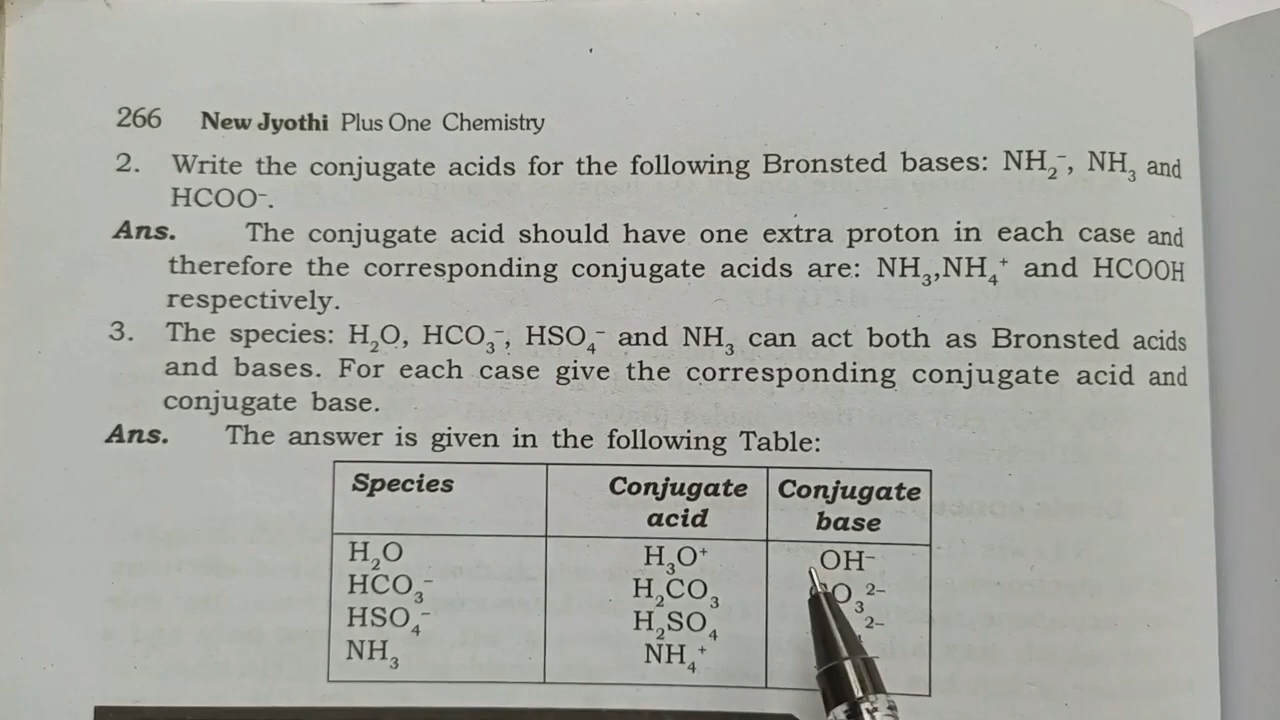 266 New Jyothi Plus One Chemistry
2. Write the conjugate acids for the following Bronsted bases: NH₂⁻, NH₃ and
HCOO⁻.
Ans. The conjugate acid should have one extra proton in each case and
therefore the corresponding conjugate acids are: NH₃,NH₄⁺ and HCOOH
respectively.
3. The species: H₂O, HCO₃⁻, HSO₄⁻ and NH₃ can act both as Bronsted acids
and bases. For each case give the corresponding conjugate acid and
conjugate base.
Ans. The answer is given in the following Table:
Species Conjugate acid Conjugate base
H₂O H₃O⁺ OH⁻
HCO₃⁻ H₂CO₃ O₃²⁻
HSO₄⁻ H₂SO₄ ²⁻
NH₃ NH₄⁺